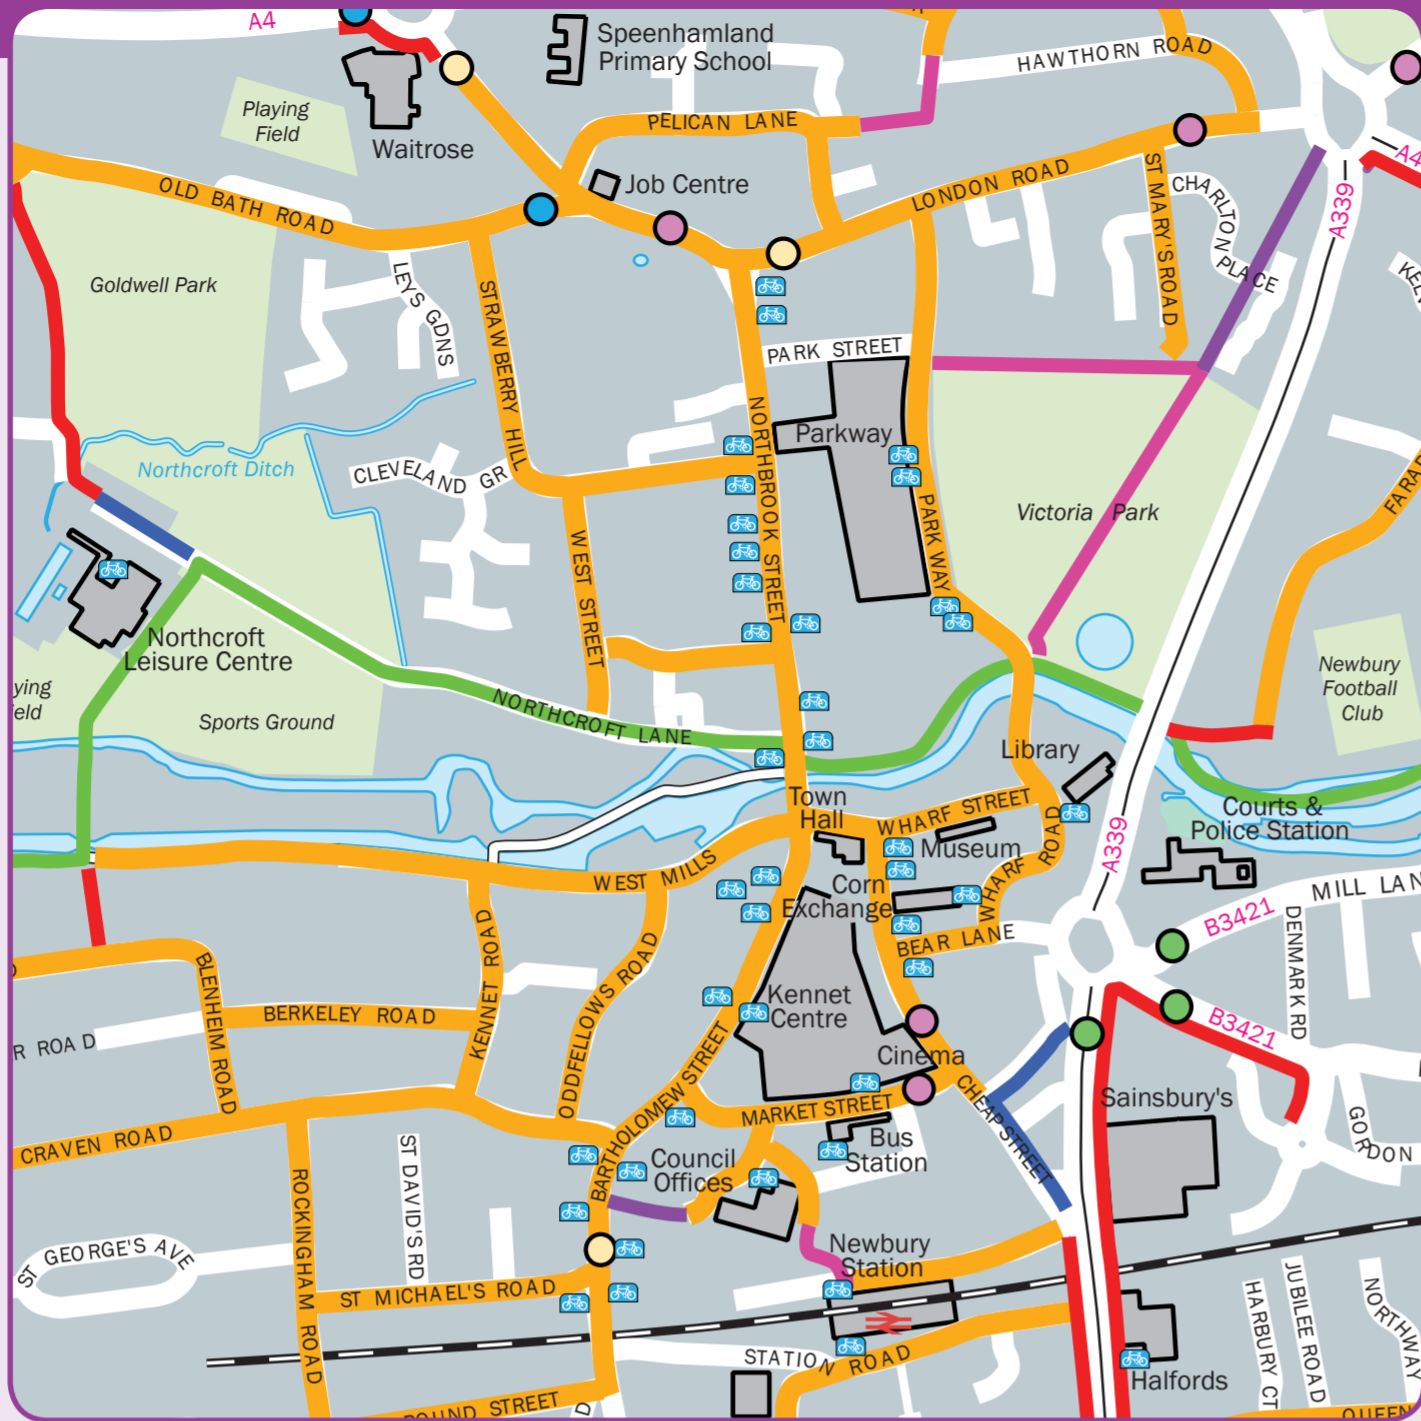 A4
Speenhamland
Primary School
HAWTHORN ROAD
Playing
Field
PELICAN LANE
Waitrose
A4
Job Centre
OLD BATH ROAD
LONDON ROAD
ST MARY'S ROAD
CHARLTON PLACE
A339
Goldwell Park
LEYS GDNS
STRAWBERRY HILL
PARK STREET
NORTHBROOK STREET
Parkway
Northcroft Ditch
CLEVELAND GR
PARK WAY
Victoria Park
WEST STREET
Northcroft
Leisure Centre
Newbury
Football
Club
Sports Ground
NORTHCROFT LANE
Library
Town
Hall
WHARF STREET
Courts &
Police Station
Museum
WHARF ROAD
A339
WEST MILLS
Corn
Exchange
MILL LAN
B3421
BEAR LANE
DENMARK RD
KENNET ROAD
ODDFELLOWS ROAD
BLENHEIM ROAD
BERKELEY ROAD
Kennet
Centre
B3421
R ROAD
Cinema
CHEAP STREET
Sainsbury's
BARTHOLOMEW STREET
MARKET STREET
GORDON
CRAVEN ROAD
Bus
Station
Council
Offices
ST DAVID'S RD
ROCKINGHAM ROAD
ST GEORGE'S AVE
Newbury
Station
ST MICHAEL'S ROAD
HARBURY CT
JUBILEE ROAD
NORTHWAY
STATION ROAD
Halfords
OUND STREET
QUEEN